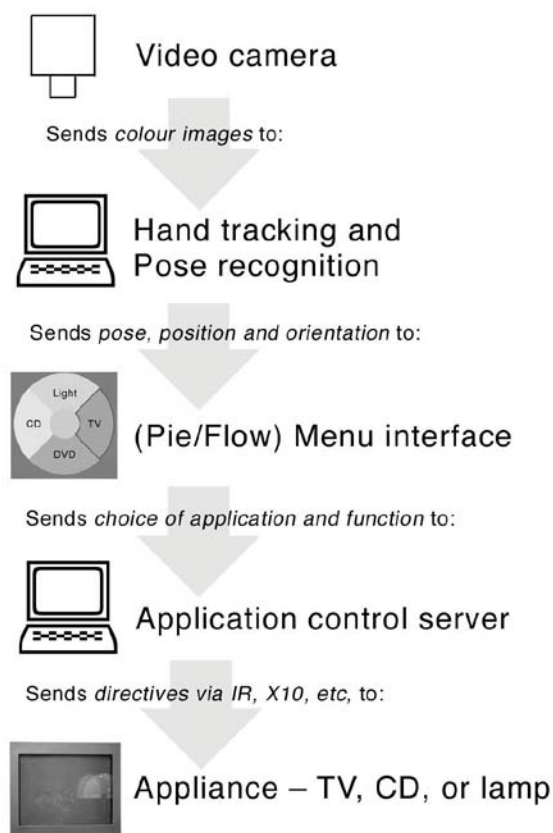 Video camera
Sends colour images to:
Hand tracking and
Pose recognition
Sends pose, position and orientation to:
Light
CD
TV
DVD
(Pie/Flow) Menu interface
Sends choice of application and function to:
Application control server
Sends directives via IR, X10, etc, to:
Appliance – TV, CD, or lamp